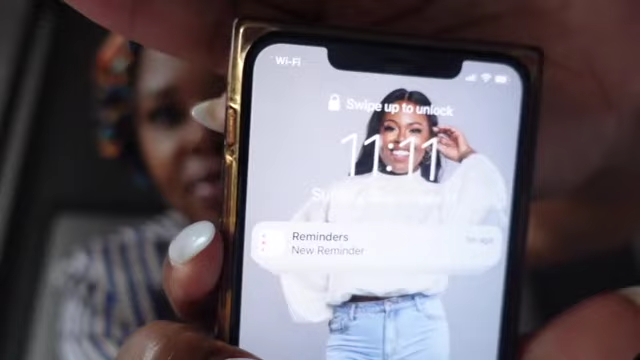 Wi-Fi
Swipe up to unlock
11:11
Reminders
New Reminder